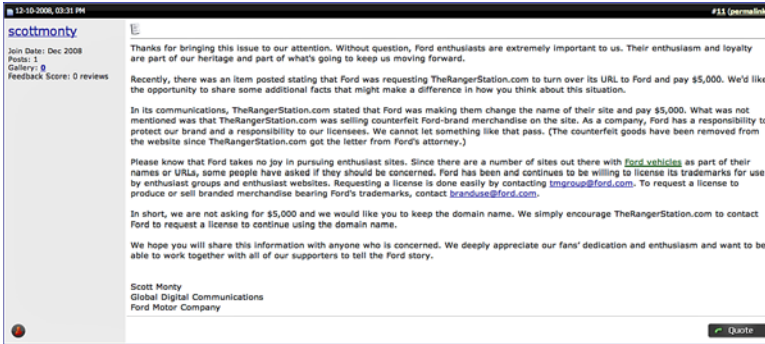 12-10-2008, 03:31 PM
#11 (permalink
scottmonty
Join Date: Dec 2008
Posts: 1
Gallery: 0
Feedback Score: 0 reviews
Thanks for bringing this issue to our attention. Without question, Ford enthusiasts are extremely important to us. Their enthusiasm and loyalty
are part of our heritage and part of what's going to keep us moving forward.
Recently, there was an item posted stating that Ford was requesting TheRangerStation.com to turn over its URL to Ford and pay $5,000. We'd like
the opportunity to share some additional facts that might make a difference in how you think about this situation.
In its communications, TheRangerStation.com stated that Ford was making them change the name of their site and pay $5,000. What was not
mentioned was that TheRangerStation.com was selling counterfeit Ford-brand merchandise on the site. As a company, Ford has a responsibility to
protect our brand and a responsibility to our licensees. We cannot let something like that pass. (The counterfeit goods have been removed from
the website since TheRangerStation.com got the letter from Ford's attorney.)
Please know that Ford takes no joy in pursuing enthusiast sites. Since there are a number of sites out there with Ford vehicles as part of their
names or URLs, some people have asked if they should be concerned. Ford has been and continues to be willing to license its trademarks for use
by enthusiast groups and enthusiast websites. Requesting a license is done easily by contacting tmgroup@ford.com. To request a license to
produce or sell branded merchandise bearing Ford's trademarks, contact branduse@ford.com.
In short, we are not asking for $5,000 and we would like you to keep the domain name. We simply encourage TheRangerStation.com to contact
Ford to request a license to continue using the domain name.
We hope you will share this information with anyone who is concerned. We deeply appreciate our fans' dedication and enthusiasm and want to be
able to work together with all of our supporters to tell the Ford story.
Scott Monty
Global Digital Communications
Ford Motor Company
Quote